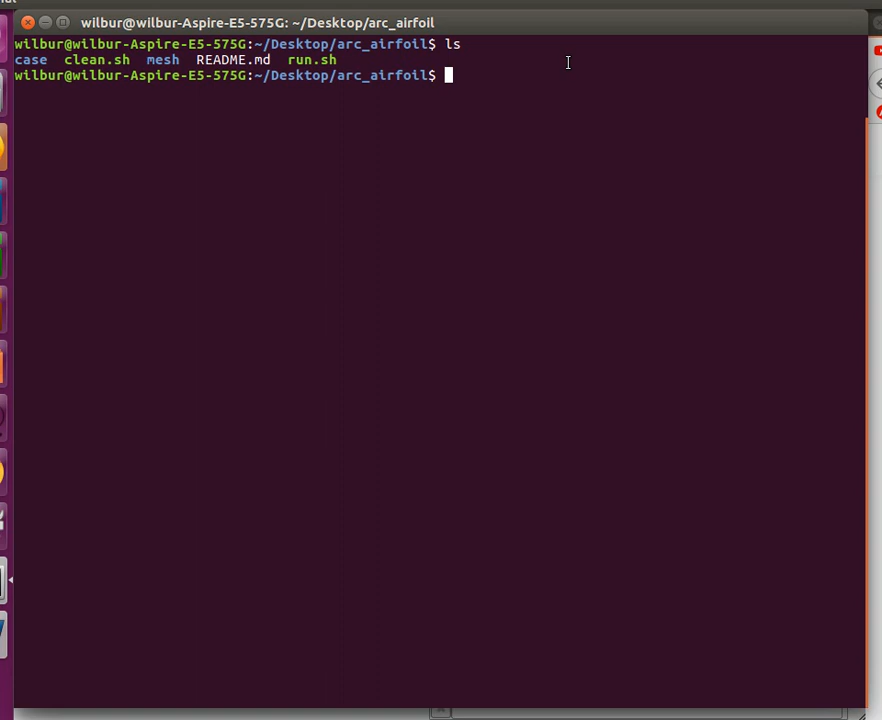 wilbur@wilbur-Aspire-E5-575G: ~/Desktop/arc_airfoil
wilbur@wilbur-Aspire-E5-575G:~/Desktop/arc_airfoil$ ls
case clean.sh mesh README.md run.sh
wilbur@wilbur-Aspire-E5-575G:~/Desktop/arc_airfoil$